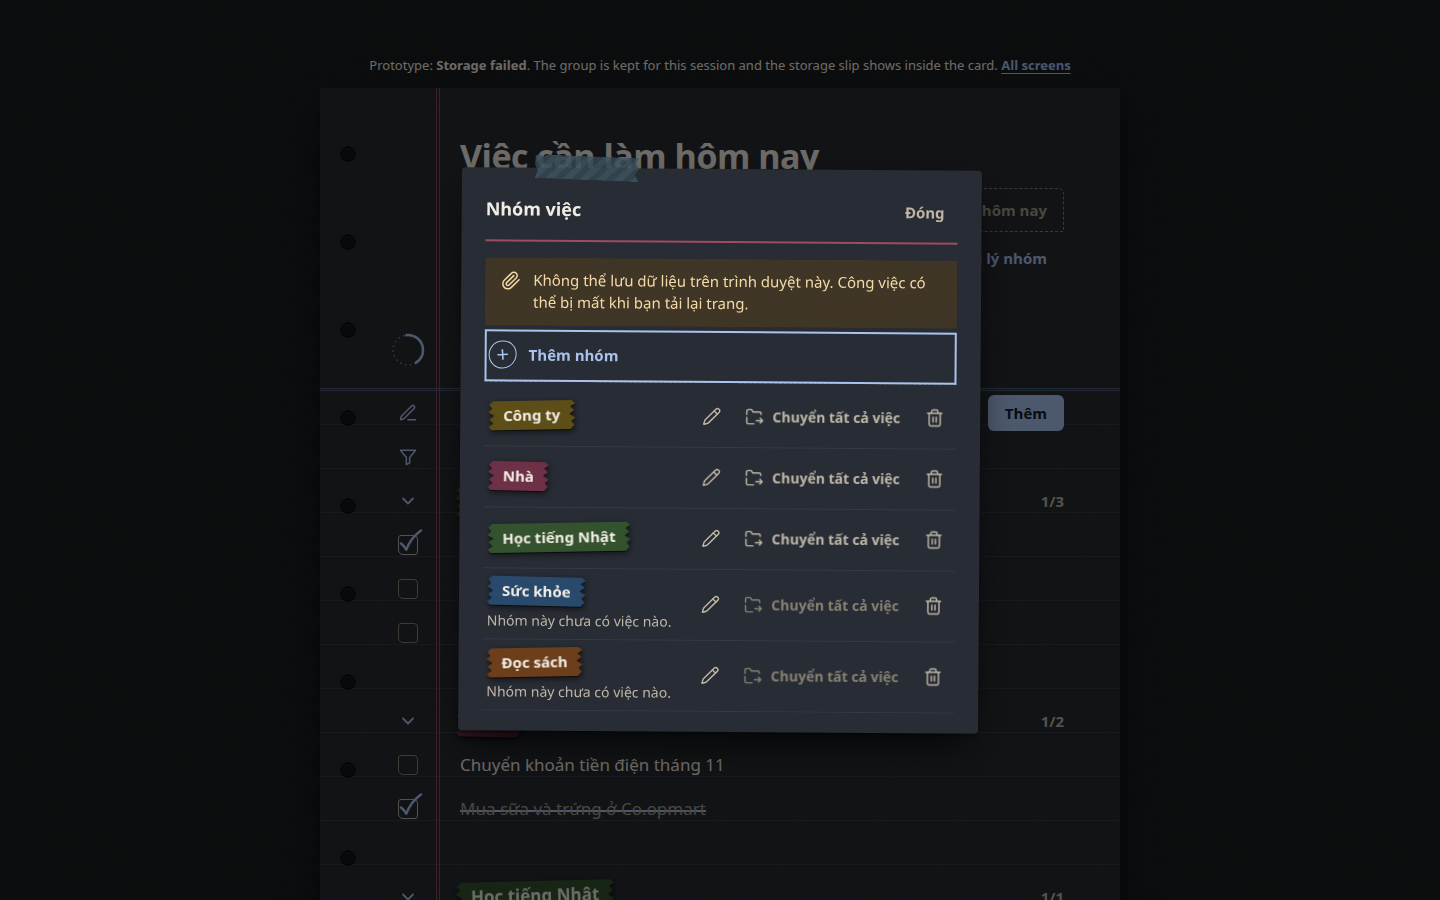 Prototype: Storage failed. The group is kept for this session and the storage slip shows inside the card. All screens
Việc cần làm hôm nay
hôm nay
lý nhóm
Nhóm việc
Đóng
Không thể lưu dữ liệu trên trình duyệt này. Công việc có
thể bị mất khi bạn tải lại trang.
Thêm nhóm
Thêm
Công ty
Chuyển tất cả việc
Nhà
Chuyển tất cả việc
1/3
Học tiếng Nhật
Chuyển tất cả việc
Sức khỏe
Nhóm này chưa có việc nào.
Chuyển tất cả việc
Đọc sách
Nhóm này chưa có việc nào.
Chuyển tất cả việc
1/2
Chuyển khoản tiền điện tháng 11
Mua sữa và trứng ở Co.opmart
Học tiếng Nhật
1/1